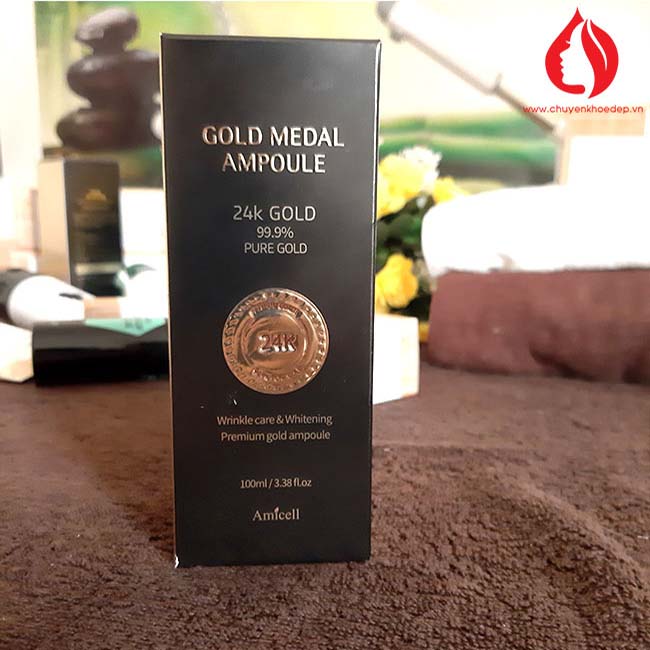 www.chuyenkhoedep.vn
GOLD MEDAL
AMPOULE
24k GOLD
99.9%
PURE GOLD
24K
Wrinkle care & Whitening
Premium gold ampoule
100ml / 3.38 fl.oz
Amicell